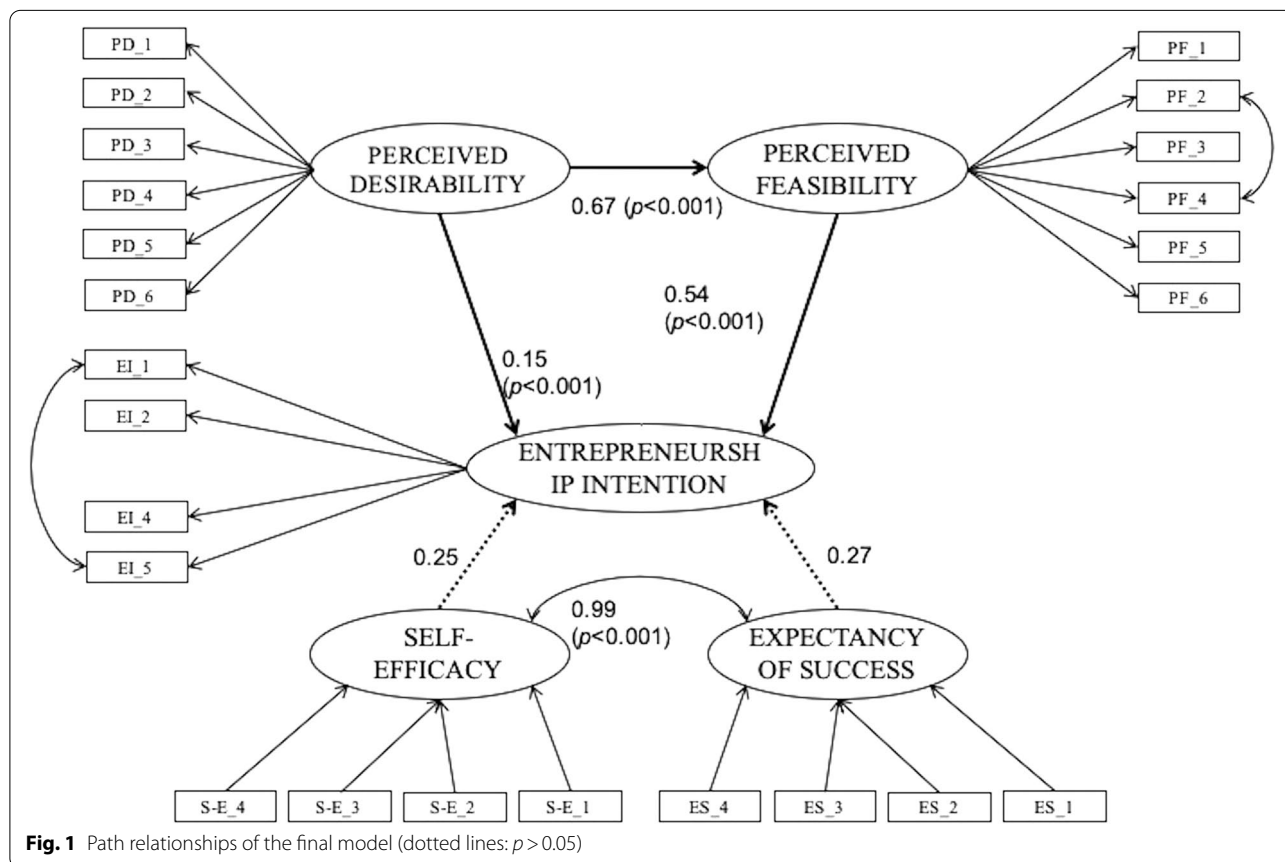 PD_1
PD_2
PD_3
PD_4
PD_5
PD_6
PERCEIVED
DESIRABILITY
PERCEIVED
FEASIBILITY
PF_1
PF_2
PF_3
PF_4
PF_5
PF_6
0.67 (p<0.001)
0.54
(p<0.001)
0.15
(p<0.001)
EI_1
EI_2
EI_4
EI_5
ENTREPRENEURSH
IP INTENTION
0.25
0.27
0.99
(p<0.001)
SELF-
EFFICACY
EXPECTANCY
OF SUCCESS
S-E_4
S-E_3
S-E_2
S-E_1
ES_4
ES_3
ES_2
ES_1
Fig. 1 Path relationships of the final model (dotted lines: p > 0.05)